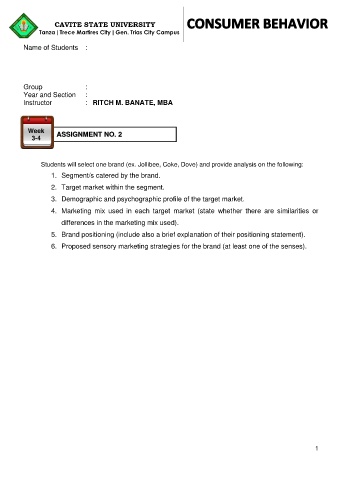 CAVITE STATE UNIVERSITY
Tanza | Trece Martires City | Gen. Trias City Campus
CONSUMER BEHAVIOR
Name of Students :
Group :
Year and Section :
Instructor : RITCH M. BANATE, MBA
Week
3-4
ASSIGNMENT NO. 2
Students will select one brand (ex. Jollibee, Coke, Dove) and provide analysis on the following:
1. Segment/s catered by the brand.
2. Target market within the segment.
3. Demographic and psychographic profile of the target market.
4. Marketing mix used in each target market (state whether there are similarities or
differences in the marketing mix used).
5. Brand positioning (include also a brief explanation of their positioning statement).
6. Proposed sensory marketing strategies for the brand (at least one of the senses).
1